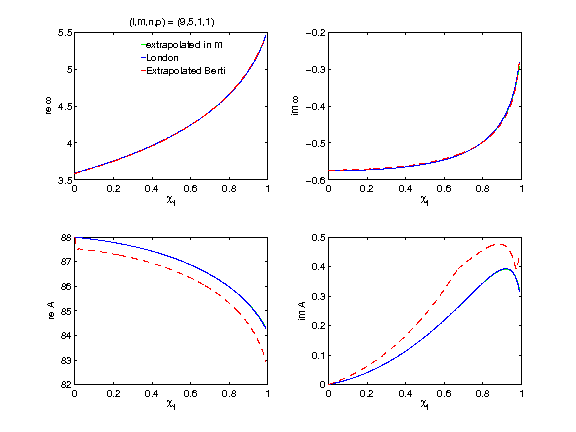 (l,m,n,p) = (9,5,1,1)
5.5
5
4.5
4
3.5
re ω
extrapolated in m
London
Extrapolated Berti
0 0.2 0.4 0.6 0.8 1
χf
-0.2
-0.3
-0.4
-0.5
-0.6
im ω
0 0.2 0.4 0.6 0.8 1
χf
88
87
86
85
84
83
82
re A
0 0.2 0.4 0.6 0.8 1
χf
0.5
0.4
0.3
0.2
0.1
0
im A
0 0.2 0.4 0.6 0.8 1
χf